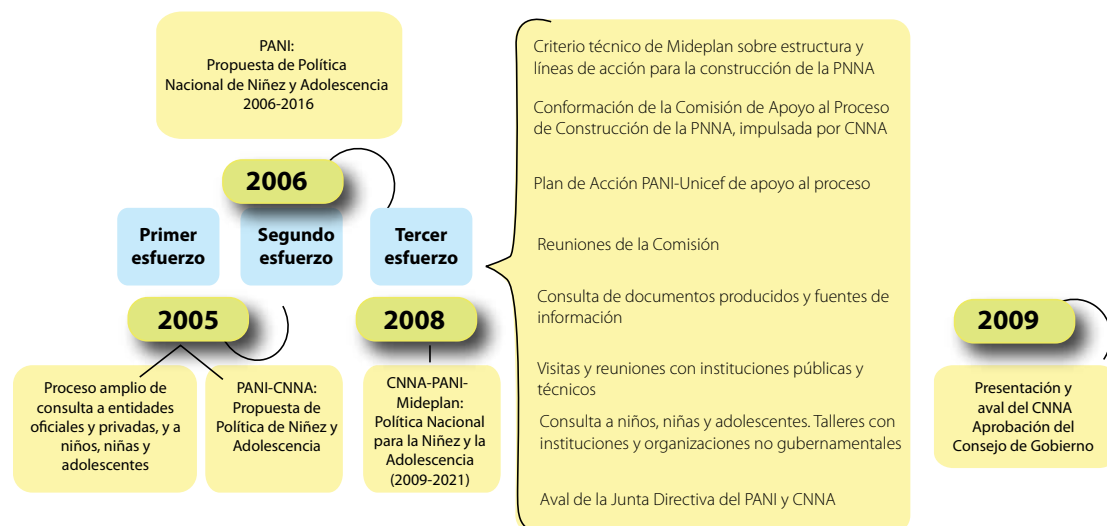 PANI:
Propuesta de Política
Nacional de Niñez y Adolescencia
2006-2016
2006
Primer
esfuerzo
Segundo
esfuerzo
Tercer
esfuerzo
2005
2008
Proceso amplio de
consulta a entidades
oficiales y privadas, y a
niños, niñas y
adolescentes
PANI-CNNA:
Propuesta de
Política de Niñez y
Adolescencia
CNNA-PANI-
Mideplan:
Política Nacional
para la Niñez y la
Adolescencia
(2009-2021)
Criterio técnico de Mideplan sobre estructura y
líneas de acción para la construcción de la PNNA
Conformación de la Comisión de Apoyo al Proceso
de Construcción de la PNNA, impulsada por CNNA
Plan de Acción PANI-Unicef de apoyo al proceso
Reuniones de la Comisión
Consulta de documentos producidos y fuentes de
información
Visitas y reuniones con instituciones públicas y
técnicos
Consulta a niños, niñas y adolescentes. Talleres con
instituciones y organizaciones no gubernamentales
Aval de la Junta Directiva del PANI y CNNA
2009
Presentación y
aval del CNNA
Aprobación del
Consejo de Gobierno